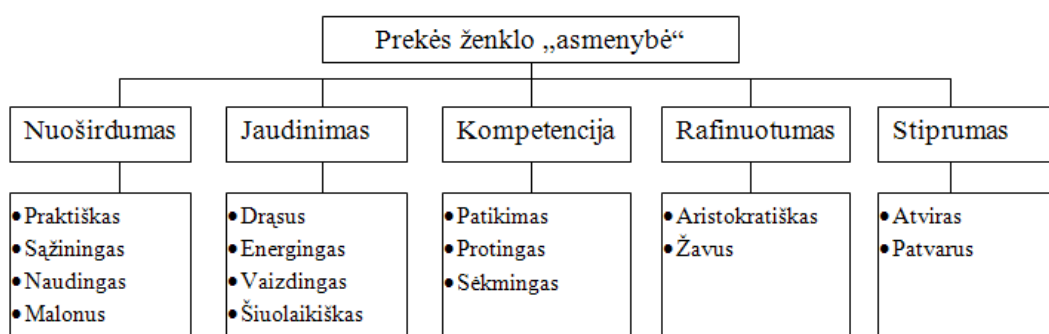 Prekės ženklo „asmenybė“
Nuoširdumas
Jaudinimas
Kompetencija
Rafinuotumas
Stiprumas
•Praktiškas
•Sąžiningas
•Naudingas
•Malonus
•Drąsus
•Energingas
•Vaizdingas
•Šiuolaikiškas
•Patikimas
•Protingas
•Sėkmingas
•Aristokratiškas
•Žavus
•Atviras
•Patvarus